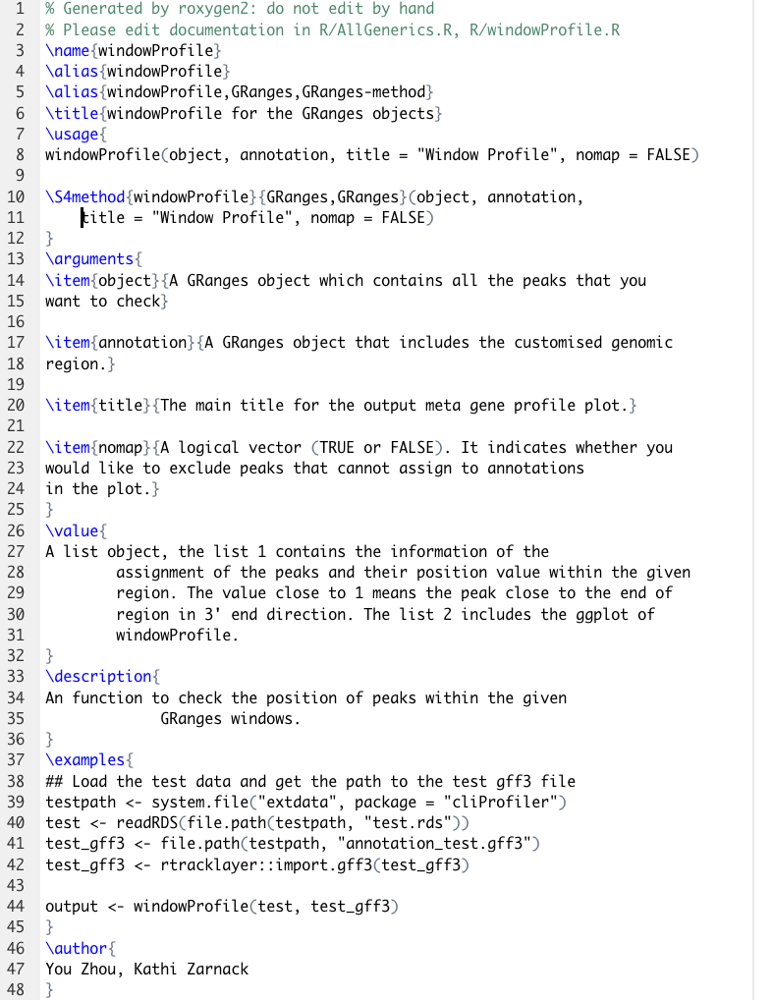 1 % Generated by roxygen2: do not edit by hand
2 % Please edit documentation in R/AllGenerics.R, R/windowProfile.R
3 \name{windowProfile}
4 \alias{windowProfile}
5 \alias{windowProfile,GRanges,GRanges-method}
6 \title{windowProfile for the GRanges objects}
7 \usage{
8 windowProfile(object, annotation, title = "Window Profile", nomap = FALSE)
9
10 \S4method{windowProfile}{GRanges,GRanges}(object, annotation,
11     title = "Window Profile", nomap = FALSE)
12 }
13 \arguments{
14 \item{object}{A GRanges object which contains all the peaks that you
15 want to check}
16
17 \item{annotation}{A GRanges object that includes the customised genomic
18 region.}
19
20 \item{title}{The main title for the output meta gene profile plot.}
21
22 \item{nomap}{A logical vector (TRUE or FALSE). It indicates whether you
23 would like to exclude peaks that cannot assign to annotations
24 in the plot.}
25 }
26 \value{
27 A list object, the list 1 contains the information of the
28         assignment of the peaks and their position value within the given
29         region. The value close to 1 means the peak close to the end of
30         region in 3' end direction. The list 2 includes the ggplot of
31         windowProfile.
32 }
33 \description{
34 An function to check the position of peaks within the given
35              GRanges windows.
36 }
37 \examples{
38 ## Load the test data and get the path to the test gff3 file
39 testpath <- system.file("extdata", package = "cliProfiler")
40 test <- readRDS(file.path(testpath, "test.rds"))
41 test_gff3 <- file.path(testpath, "annotation_test.gff3")
42 test_gff3 <- rtracklayer::import.gff3(test_gff3)
43
44 output <- windowProfile(test, test_gff3)
45 }
46 \author{
47 You Zhou, Kathi Zarnack
48 }